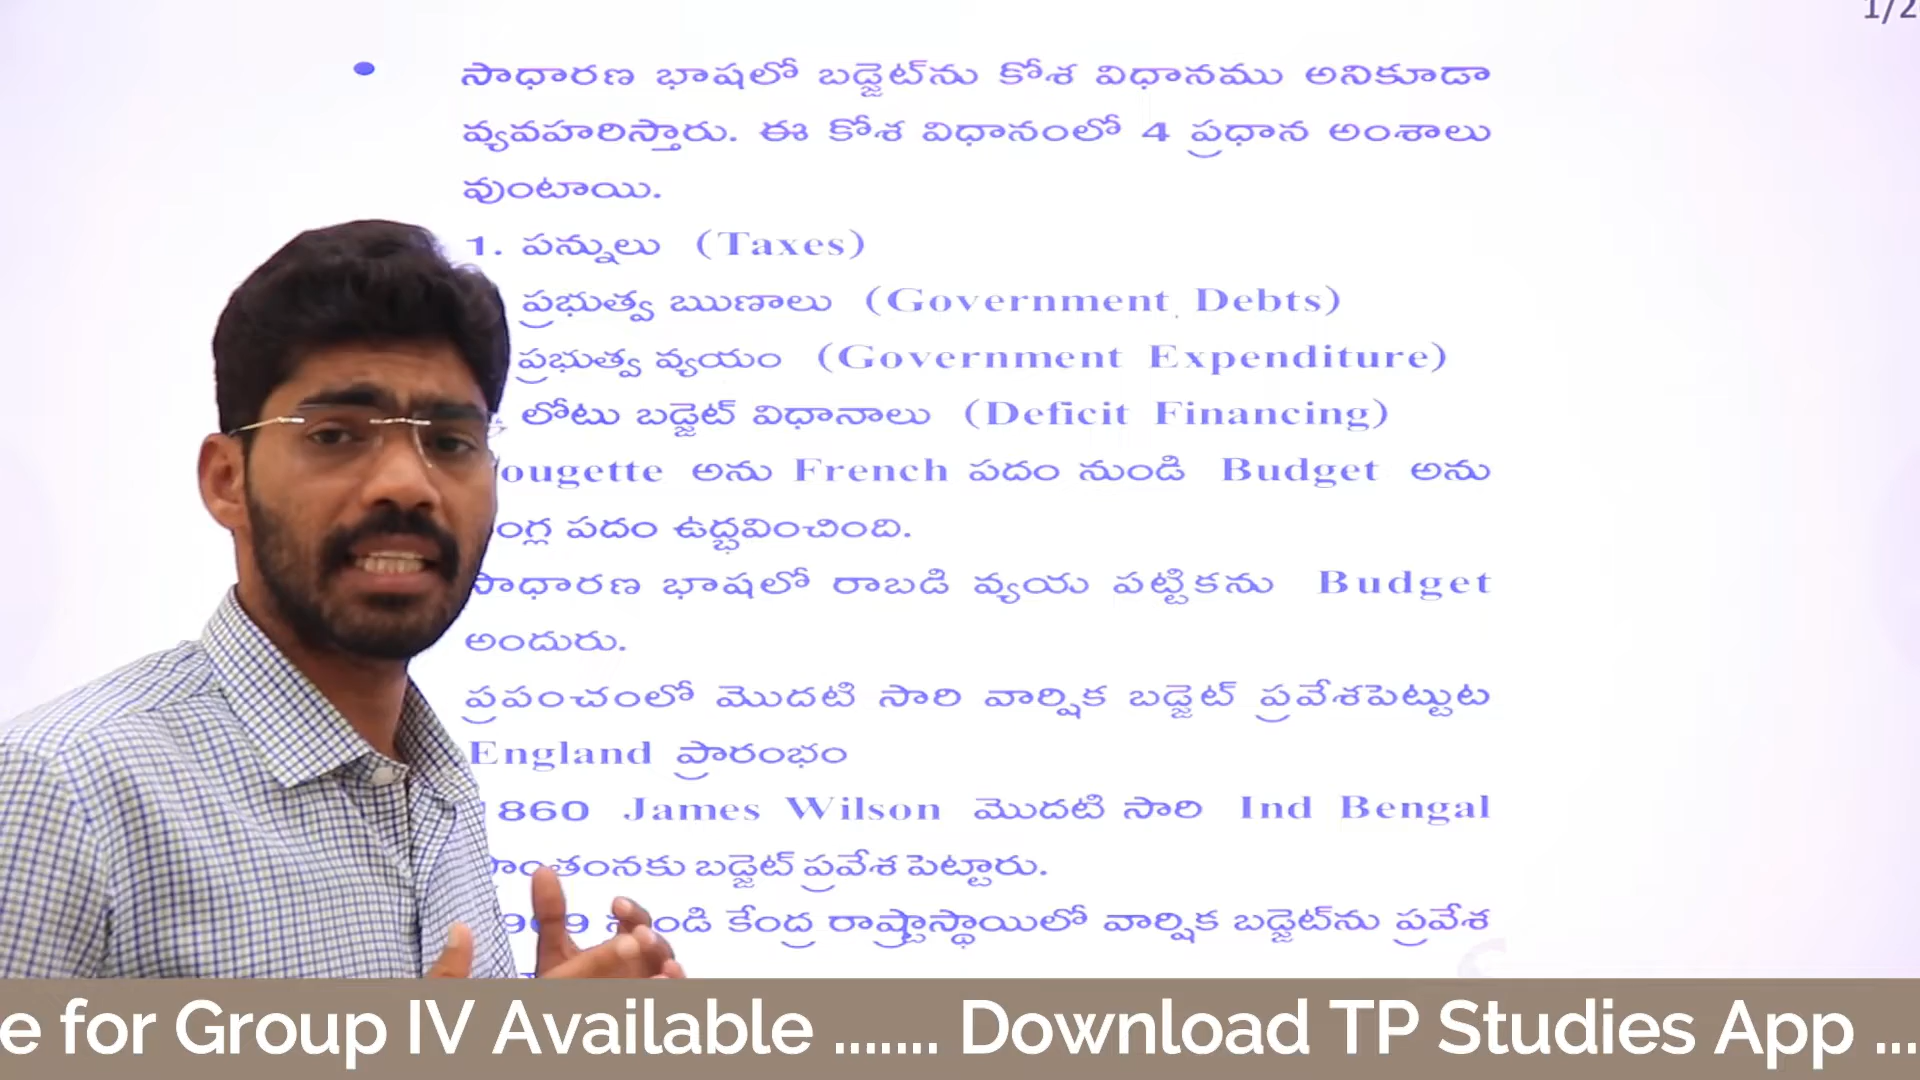 1/2
• సాధారణ భాషలో బడ్జెట్‌ను కోశ విధానము అనికూడా
వ్యవహరిస్తారు. ఈ కోశ విధానంలో 4 ప్రధాన అంశాలు
వుంటాయి.
1. పన్నులు (Taxes)
ప్రభుత్వ ఋణాలు (Government Debts)
ప్రభుత్వ వ్యయం (Government Expenditure)
లోటు బడ్జెట్ విధానాలు (Deficit Financing)
ougette అను French పదం నుండి Budget అను
ంగ్ల పదం ఉద్భవించింది.
సాధారణ భాషలో రాబడి వ్యయ పట్టికను Budget
అందురు.
ప్రపంచంలో మొదటి సారి వార్షిక బడ్జెట్ ప్రవేశపెట్టుట
England ప్రారంభం
1860 James Wilson మొదటి సారి Ind Bengal
బడ్జెట్ ప్రవేశ పెట్టారు.
కేంద్ర రాష్ట్రాస్థాయిలో వార్షిక బడ్జెట్‌ను ప్రవేశ
e for Group IV Available ....... Download TP Studies App ...